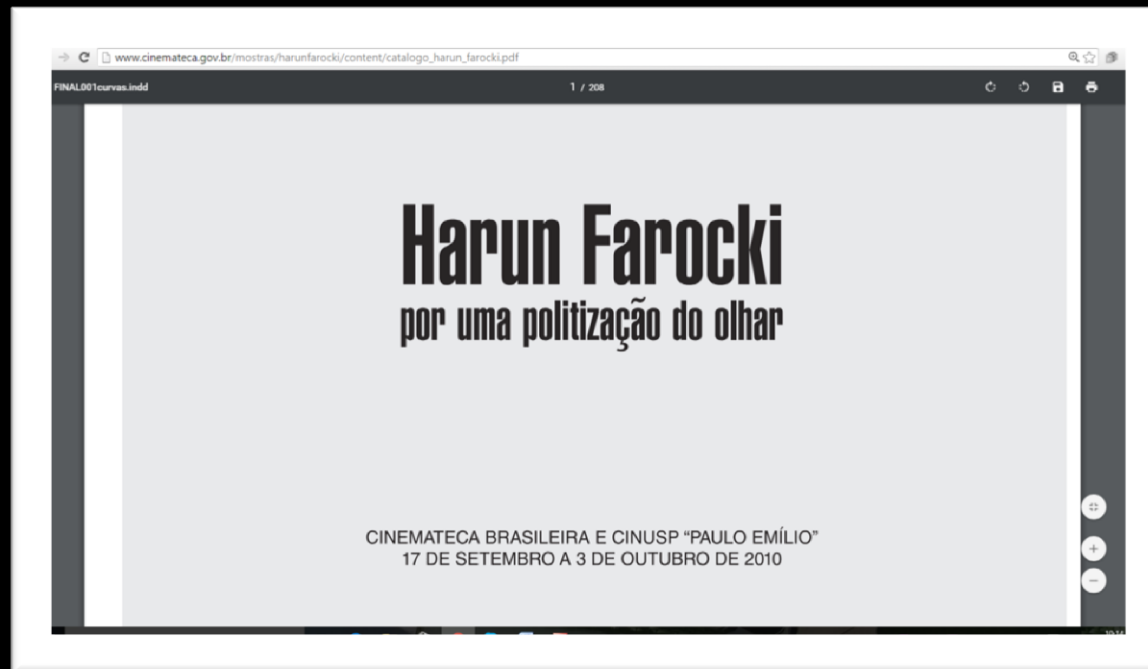 www.cinemateca.gov.br/mostras/harunfarocki/content/catalogo_harun_farocki.pdf
FINAL001curvas.indd 1 / 208
Harun Farocki
por uma politização do olhar
CINEMATECA BRASILEIRA E CINUSP “PAULO EMÍLIO”
17 DE SETEMBRO A 3 DE OUTUBRO DE 2010